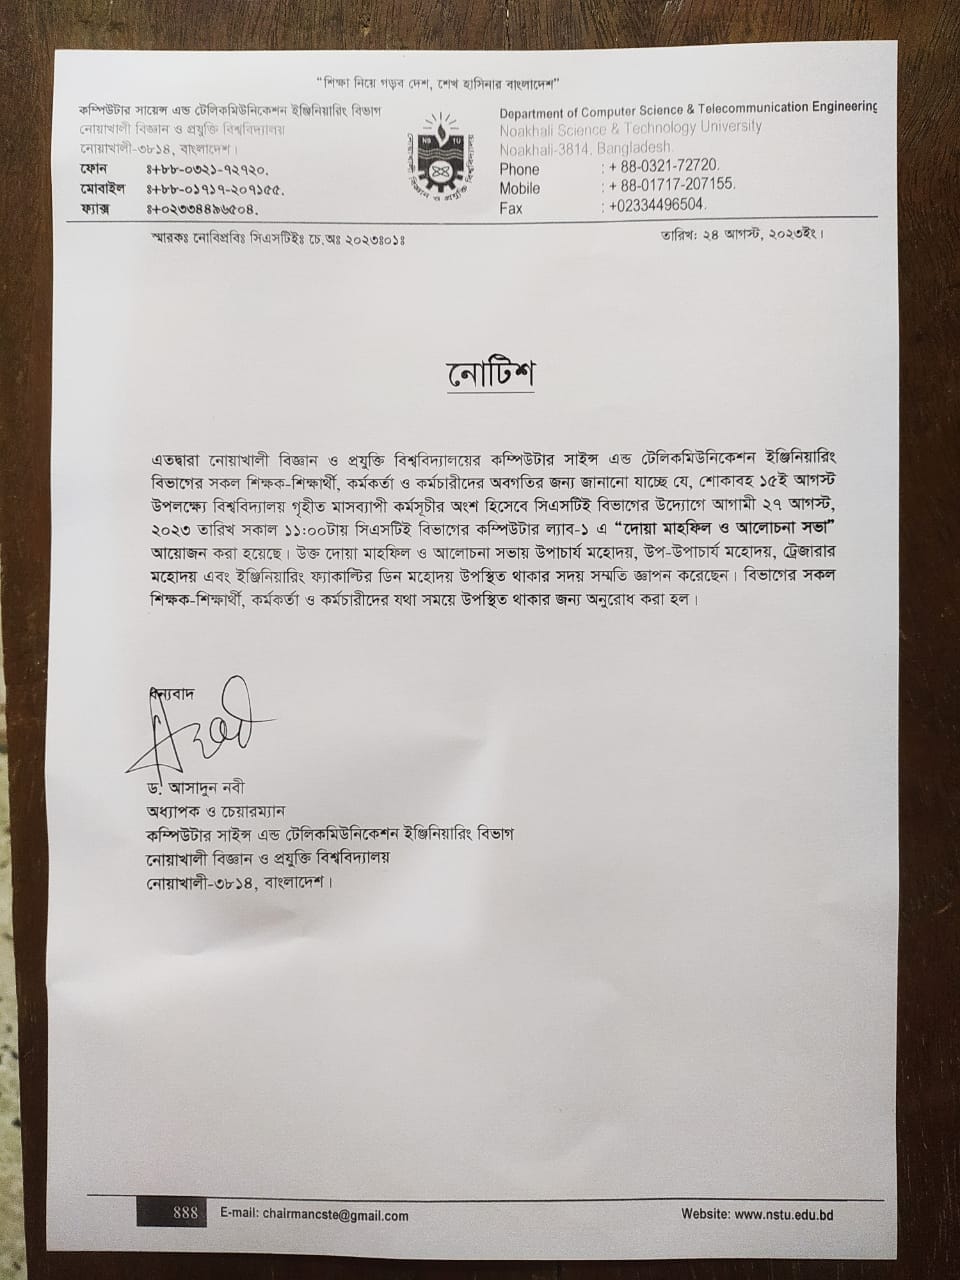 “শিক্ষা নিয়ে গড়ব দেশ, শেখ হাসিনার বাংলাদেশ”
কম্পিউটার সায়েন্স এন্ড টেলিকমিউনিকেশন ইঞ্জিনিয়ারিং বিভাগ
নোয়াখালী বিজ্ঞান ও প্রযুক্তি বিশ্ববিদ্যালয়
নোয়াখালী-৩৮১৪, বাংলাদেশ।
ফোন ঃ+৮৮-০৩২১-৭২৭২০.
মোবাইল ঃ+৮৮-০১৭১৭-২০৭১৫৫.
ফ্যাক্স ঃ+০২৩৩৪৪৯৬৫০৪.
নোয়াখালী বিজ্ঞান ও প্রযুক্তি বিশ্ববিদ্যালয়
Department of Computer Science & Telecommunication Engineering
Noakhali Science & Technology University
Noakhali-3814, Bangladesh.
Phone : + 88-0321-72720.
Mobile : + 88-01717-207155.
Fax : +02334496504.
স্মারকঃ নোবিপ্রবিঃ সিএসটিইঃ চে.অঃ ২০২৩ঃ০১ঃ
তারিখ: ২৪ আগস্ট, ২০২৩ইং।
নোটিশ
এতদ্বারা নোয়াখালী বিজ্ঞান ও প্রযুক্তি বিশ্ববিদ্যালয়ের কম্পিউটার সাইন্স এন্ড টেলিকমিউনিকেশন ইঞ্জিনিয়ারিং
বিভাগের সকল শিক্ষক-শিক্ষার্থী, কর্মকর্তা ও কর্মচারীদের অবগতির জন্য জানানো যাচ্ছে যে, শোকাবহ ১৫ই আগস্ট
উপলক্ষ্যে বিশ্ববিদ্যালয় গৃহীত মাসব্যাপী কর্মসূচীর অংশ হিসেবে সিএসটিই বিভাগের উদ্যোগে আগামী ২৭ আগস্ট,
২০২৩ তারিখ সকাল ১১:০০টায় সিএসটিই বিভাগের কম্পিউটার ল্যাব-১ এ “দোয়া মাহফিল ও আলোচনা সভা”
আয়োজন করা হয়েছে। উক্ত দোয়া মাহফিল ও আলোচনা সভায় উপাচার্য মহোদয়, উপ-উপাচার্য মহোদয়, ট্রেজারার
মহোদয় এবং ইঞ্জিনিয়ারিং ফ্যাকাল্টির ডিন মহোদয় উপস্থিত থাকার সদয় সম্মতি জ্ঞাপন করেছেন। বিভাগের সকল
শিক্ষক-শিক্ষার্থী, কর্মকর্তা ও কর্মচারীদের যথা সময়ে উপস্থিত থাকার জন্য অনুরোধ করা হল।
ধন্যবাদ
ড. আসাদুন নবী
অধ্যাপক ও চেয়ারম্যান
কম্পিউটার সাইন্স এন্ড টেলিকমিউনিকেশন ইঞ্জিনিয়ারিং বিভাগ
নোয়াখালী বিজ্ঞান ও প্রযুক্তি বিশ্ববিদ্যালয়
নোয়াখালী-৩৮১৪, বাংলাদেশ।
888 E-mail: chairmancste@gmail.com
Website: www.nstu.edu.bd